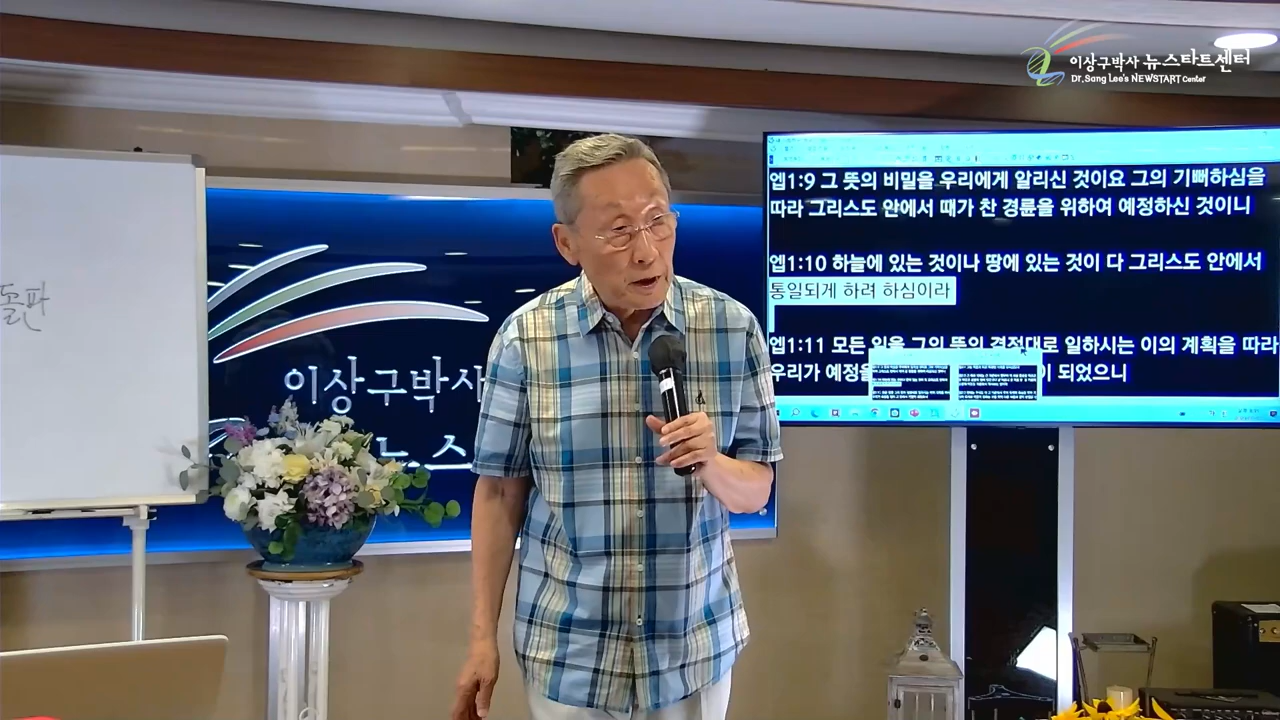 이상구박사 뉴스타트센터
Dr. Sang Lee's NEWSTART Center
엡1:9 그 뜻의 비밀을 우리에게 알리신 것이요 그의 기뻐하심을
따라 그리스도 안에서 때가 찬 경륜을 위하여 예정하신 것이니
엡1:10 하늘에 있는 것이나 땅에 있는 것이 다 그리스도 안에서
통일되게 하려 하심이라
엡1:11 모든 일을 그의 뜻의 결정대로 일하시는 이의 계획을 따라
우리가 예정을 이 되었으니
돌파
이상구박사
뉴스